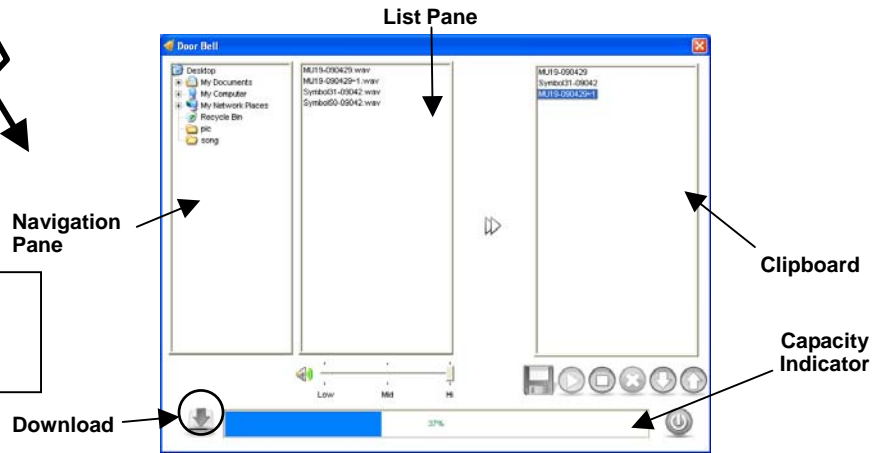 List Pane
Door Bell
Desktop
My Documents
My Computer
My Network Places
Recycle Bin
pic
song
MU19-090429.wav
MU19-090429~1.wav
Symbol31-09042.wav
Symbol60-09042.wav
MU19-090429
Symbol31-09042
MU19-090429~1
Navigation
Pane
Clipboard
Capacity
Indicator
Low Mid Hi
Download
37%